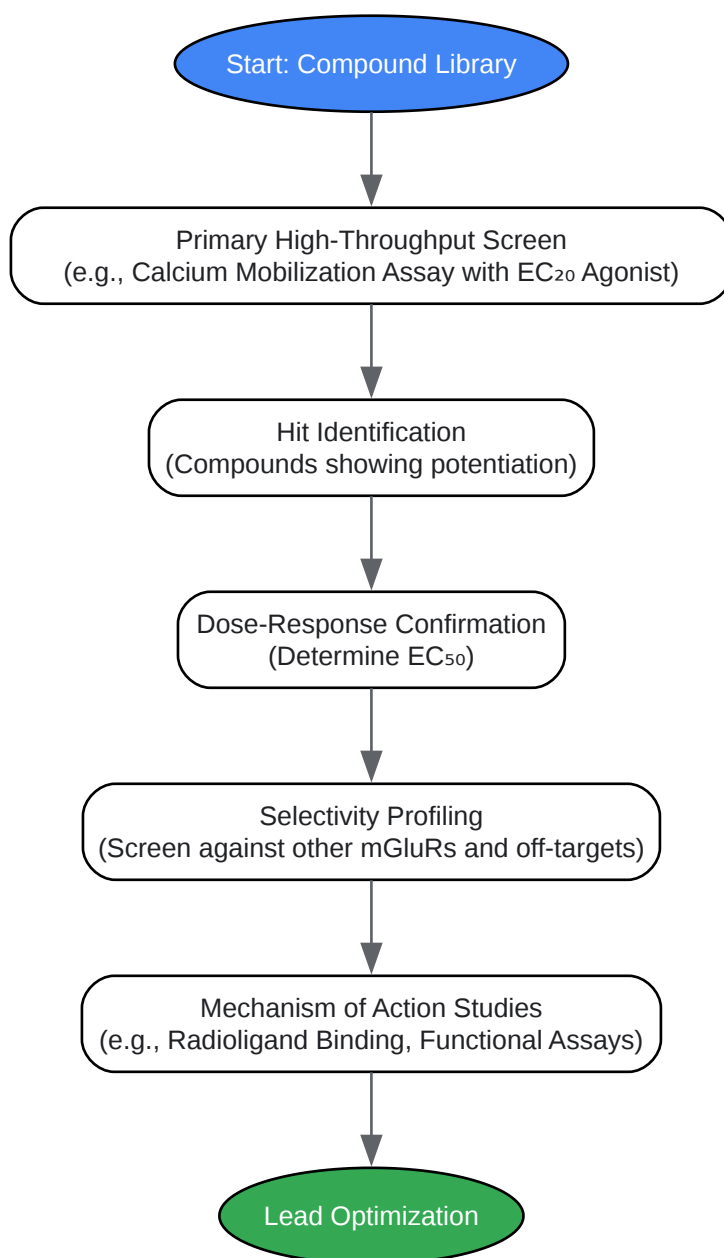 Start: Compound Library
Primary High-Throughput Screen
(e.g., Calcium Mobilization Assay with EC₂₀ Agonist)
Hit Identification
(Compounds showing potentiation)
Dose-Response Confirmation
(Determine EC₅₀)
Selectivity Profiling
(Screen against other mGluRs and off-targets)
Mechanism of Action Studies
(e.g., Radioligand Binding, Functional Assays)
Lead Optimization